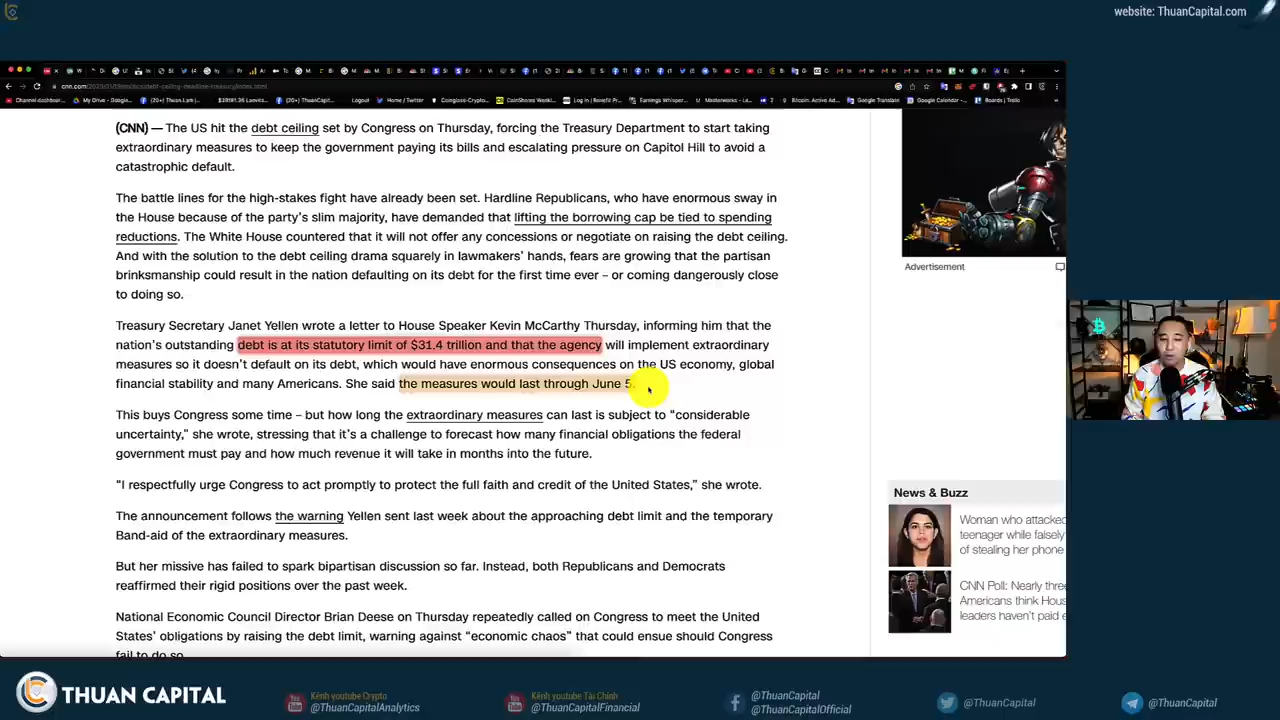 website: ThuanCapital.com
(CNN) — The US hit the debt ceiling set by Congress on Thursday, forcing the Treasury Department to start taking
extraordinary measures to keep the government paying its bills and escalating pressure on Capitol Hill to avoid a
catastrophic default.
The battle lines for the high-stakes fight have already been set. Hardline Republicans, who have enormous sway in
the House because of the party's slim majority, have demanded that lifting the borrowing cap be tied to spending
reductions. The White House countered that it will not offer any concessions or negotiate on raising the debt ceiling.
And with the solution to the debt ceiling drama squarely in lawmakers' hands, fears are growing that the partisan
brinksmanship could result in the nation defaulting on its debt for the first time ever – or coming dangerously close
to doing so.
Treasury Secretary Janet Yellen wrote a letter to House Speaker Kevin McCarthy Thursday, informing him that the
nation's outstanding debt is at its statutory limit of $31.4 trillion and that the agency will implement extraordinary
measures so it doesn't default on its debt, which would have enormous consequences on the US economy, global
financial stability and many Americans. She said the measures would last through June 5.
This buys Congress some time – but how long the extraordinary measures can last is subject to “considerable
uncertainty,” she wrote, stressing that it's a challenge to forecast how many financial obligations the federal
government must pay and how much revenue it will take in months into the future.
“I respectfully urge Congress to act promptly to protect the full faith and credit of the United States,” she wrote.
The announcement follows the warning Yellen sent last week about the approaching debt limit and the temporary
Band-aid of the extraordinary measures.
But her missive has failed to spark bipartisan discussion so far. Instead, both Republicans and Democrats
reaffirmed their rigid positions over the past week.
National Economic Council Director Brian Deese on Thursday repeatedly called on Congress to meet the United
States' obligations by raising the debt limit, warning against “economic chaos” that could ensue should Congress
fail to do so.
Advertisement
News & Buzz
Woman who attacked
teenager while falsely
of stealing her phone
CNN Poll: Nearly three
Americans think Hous
leaders haven't paid e
THUAN CAPITAL
Kênh youtube Crypto
@ThuanCapitalAnalytics
Kênh youtube Tài Chính
@ThuanCapitalFinancial
@ThuanCapital
@ThuanCapitalOfficial
@ThuanCapital
@ThuanCapital